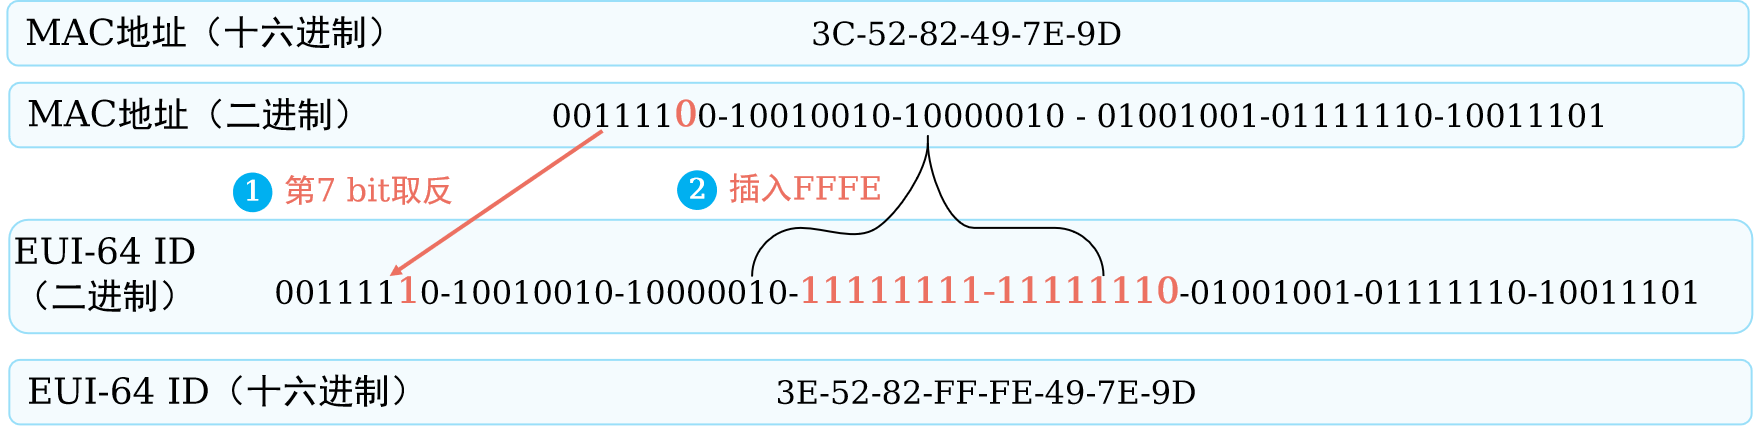 MAC地址（十六进制） 3C-52-82-49-7E-9D
MAC地址（二进制） 00111100-10010010-10000010 - 01001001-01111110-10011101
1 第7 bit取反 2 插入FFFE
EUI-64 ID
（二进制） 00111110-10010010-10000010-11111111-11111110-01001001-01111110-10011101
EUI-64 ID（十六进制） 3E-52-82-FF-FE-49-7E-9D